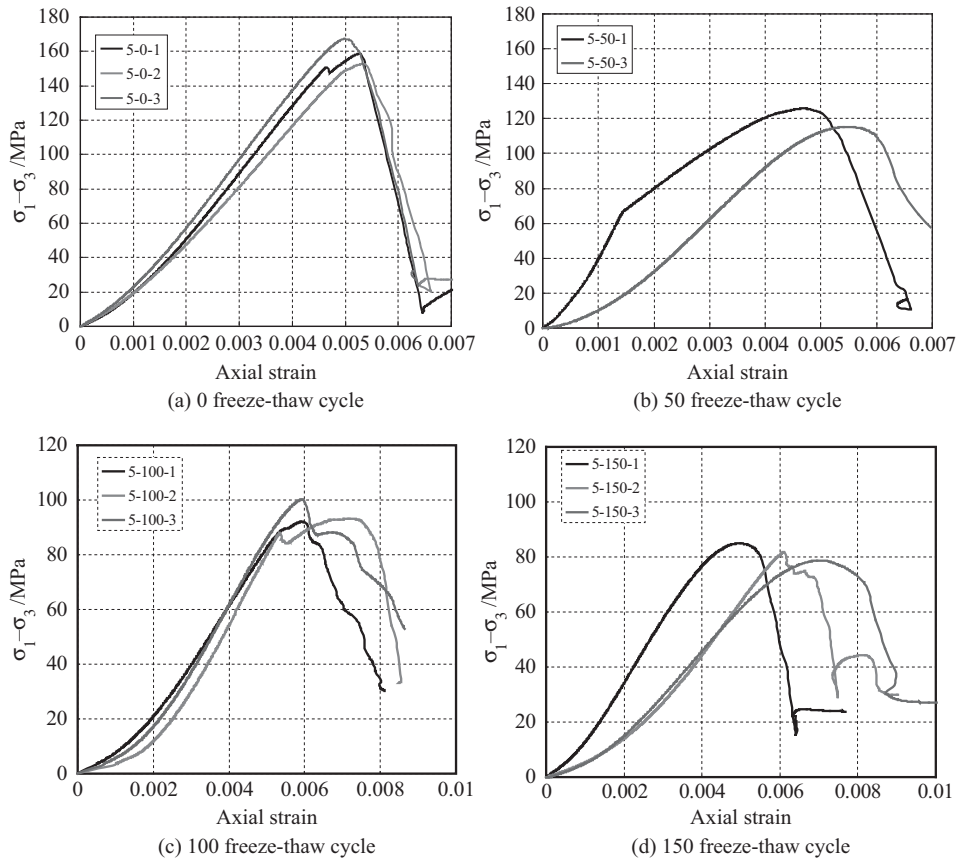 180
160
140
120
100
80
60
40
20
0
σ₁–σ₃ /MPa
5-0-1
5-0-2
5-0-3
0 0.001 0.002 0.003 0.004 0.005 0.006 0.007
Axial strain
(a) 0 freeze-thaw cycle
180
160
140
120
100
80
60
40
20
0
σ₁–σ₃ /MPa
5-50-1
5-50-3
0 0.001 0.002 0.003 0.004 0.005 0.006 0.007
Axial strain
(b) 50 freeze-thaw cycle
120
100
80
60
40
20
0
σ₁–σ₃ /MPa
5-100-1
5-100-2
5-100-3
0 0.002 0.004 0.006 0.008 0.01
Axial strain
(c) 100 freeze-thaw cycle
120
100
80
60
40
20
0
σ₁–σ₃ /MPa
5-150-1
5-150-2
5-150-3
0 0.002 0.004 0.006 0.008 0.01
Axial strain
(d) 150 freeze-thaw cycle